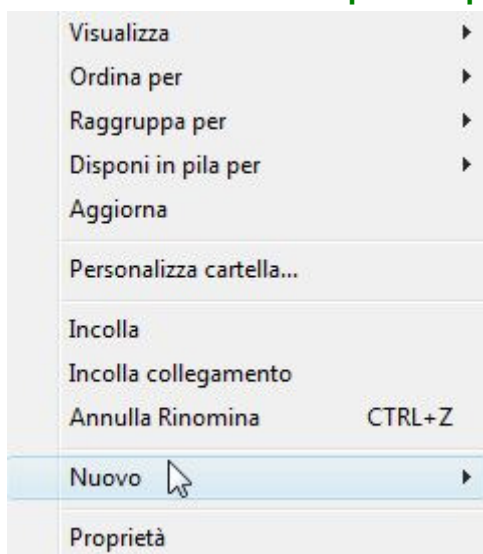 Visualizza
Ordina per
Raggruppa per
Disponi in pila per
Aggiorna
Personalizza cartella...
Incolla
Incolla collegamento
Annulla Rinomina CTRL+Z
Nuovo
Proprietà